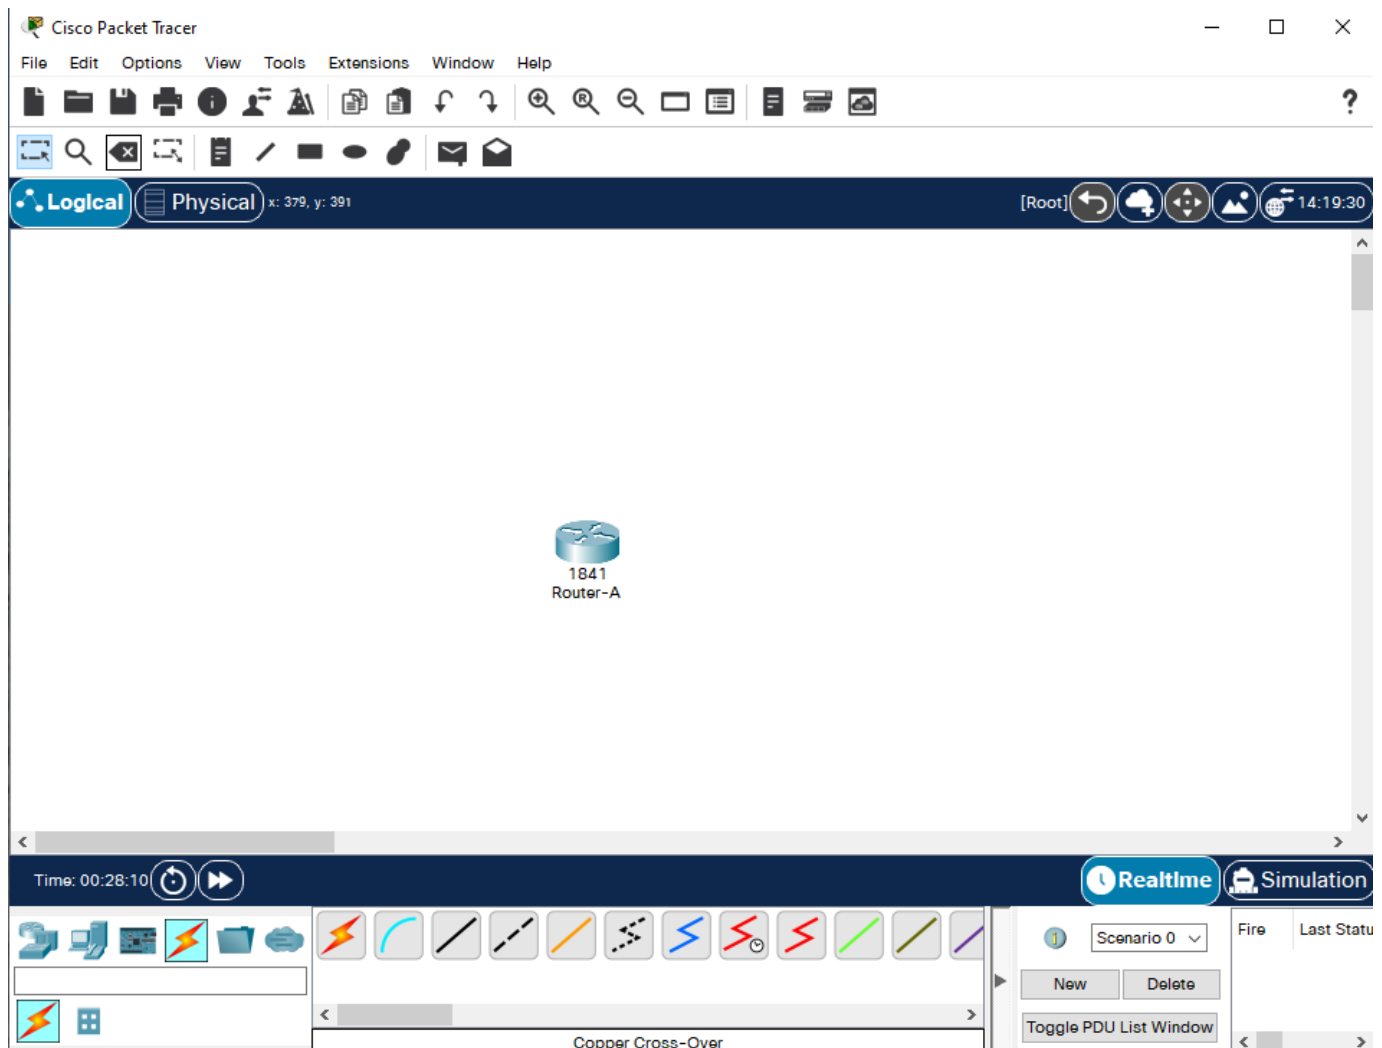 Cisco Packet Tracer
File Edit Options View Tools Extensions Window Help
Logical Physical x: 379, y: 391 [Root] 14:19:30
1841
Router-A
Time: 00:28:10 Realtime Simulation
Scenario 0 Fire Last Statu
New Delete
Toggle PDU List Window
Copper Cross-Over